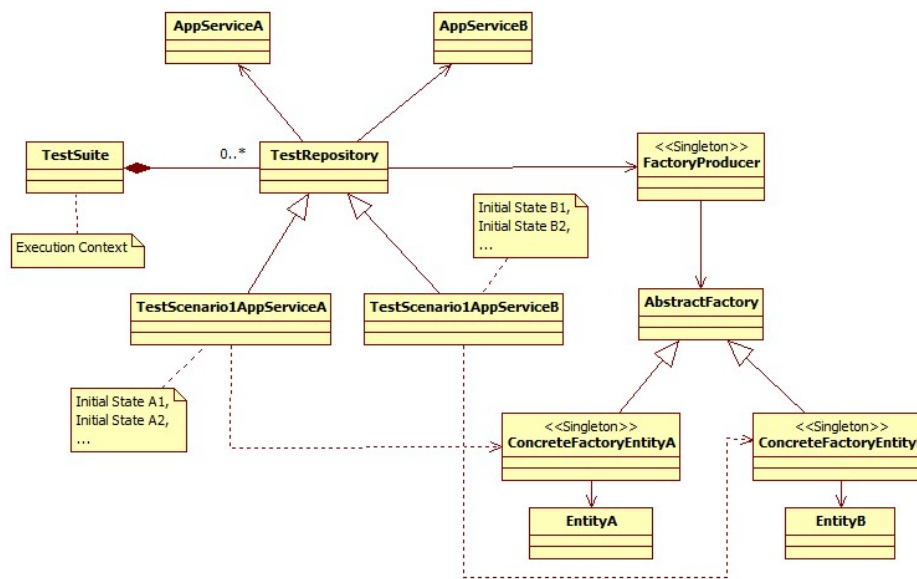 AppServiceA
AppServiceB
TestSuite
0..*
TestRepository
<<Singleton>>
FactoryProducer
Initial State B1,
Initial State B2,
...
Execution Context
TestScenario1AppServiceA
TestScenario1AppServiceB
AbstractFactory
Initial State A1,
Initial State A2,
...
<<Singleton>>
ConcreteFactoryEntityA
<<Singleton>>
ConcreteFactoryEntity
EntityA
EntityB